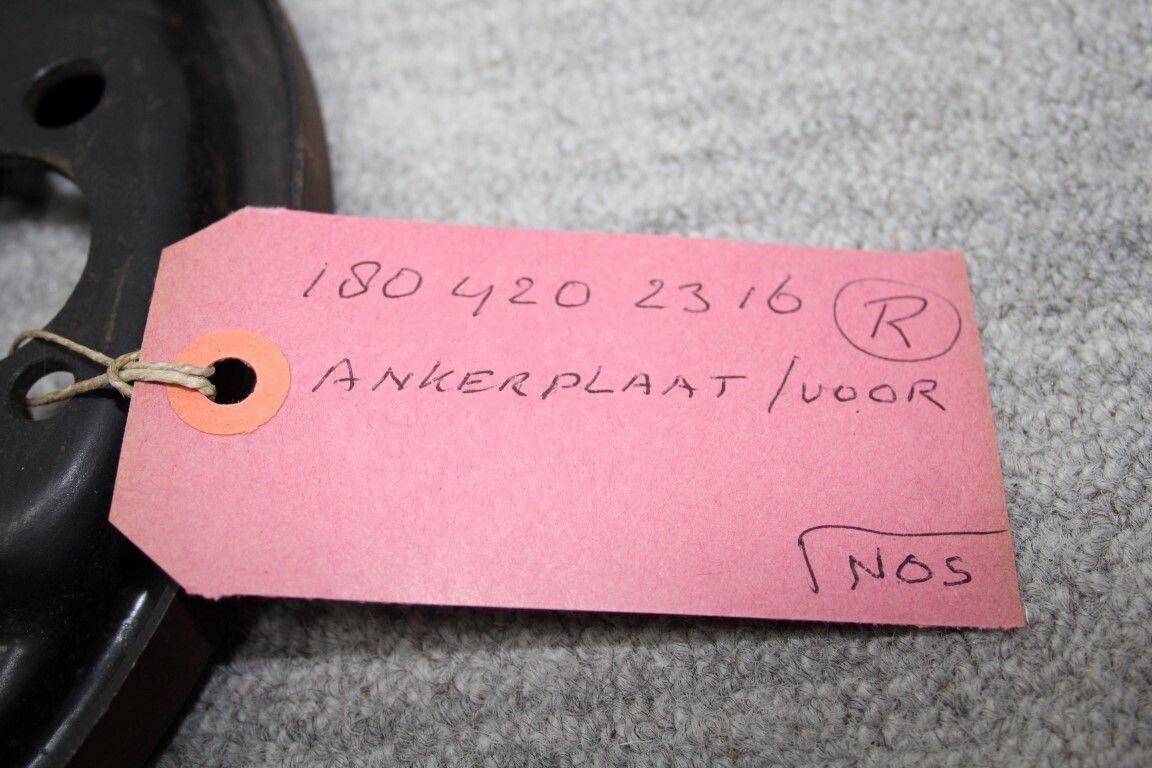 180 420 23 16 R
ANKERPLAAT / VOOR
NOS